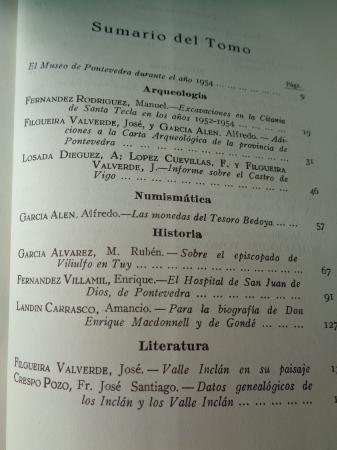 Sumario del Tomo
Págs.
El Museo de Pontevedra durante el año 1954 ... ... ... ... ... ... 9
Arqueología
FERNANDEZ RODRIGUEZ, Manuel.—Excavaciones en la Citania
de Santa Tecla en los años 1952-1954 ... ... ... ... ... 19
FILGUEIRA VALVERDE, José, y GARCIA ALEN, Alfredo.—Adi-
ciones a la Carta Arqueológica de la provincia de
Pontevedra ... ... ... ... ... ... ... ... ... ... 31
LOSADA DIEGUEZ, A; LOPEZ CUEVILLAS, F. Y FILGUEIRA
VALVERDE, J.—Informe sobre el Castro de
Vigo ... ... ... ... ... ... ... ... ... ... 46
Numismática
GARCIA ALEN, Alfredo.—Las monedas del Tesoro Bedoya ... ... 57
Historia
GARCIA ALVAREZ, M. Rubén.—Sobre el episcopado de
Viliulfo en Tuy ... ... ... ... ... ... ... ... 67
FERNANDEZ VILLAMIL, Enrique.—El Hospital de San Juan de
Dios, de Pontevedra ... ... ... ... ... ... ... 91
LANDIN CARRASCO, Amancio.—Para la biografía de Don
Enrique Macdonnell y de Gondé ... ... ... 127
Literatura
FILGUEIRA VALVERDE, José.—Valle Inclán en su paisaje
CRESPO POZO, Fr. José Santiago.—Datos genealógicos de
los Inclán y los Valle Inclán ... ... ... ... ...